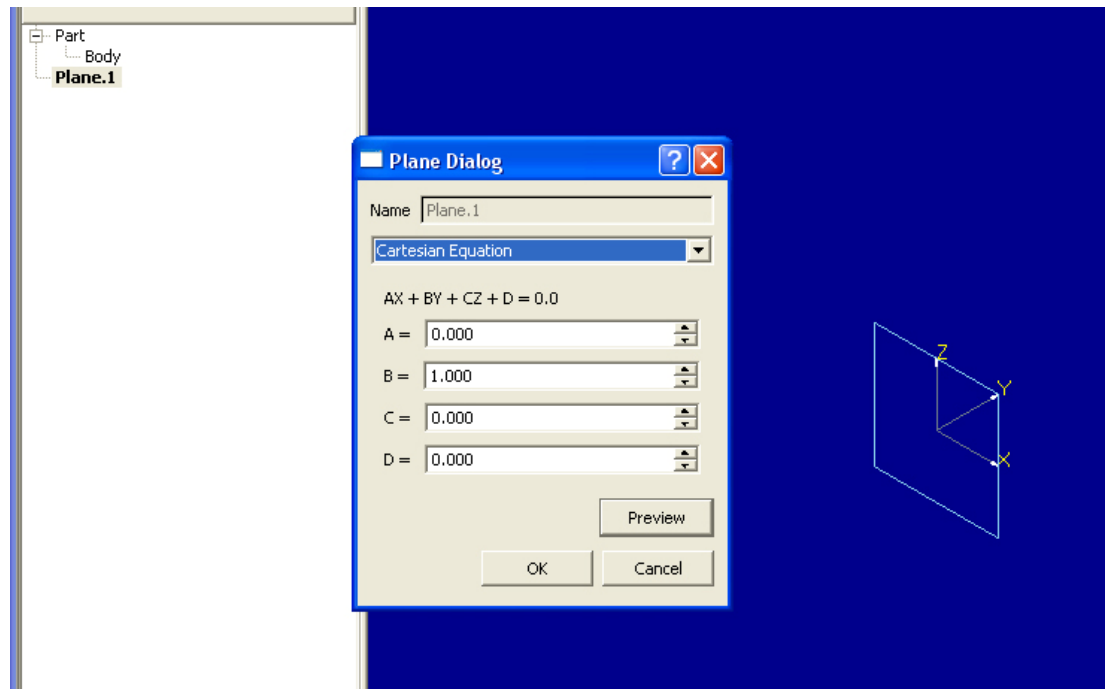 Part
Body
Plane.1
Plane Dialog
Name Plane.1
Cartesian Equation
AX + BY + CZ + D = 0.0
A = 0.000
B = 1.000
C = 0.000
D = 0.000
Preview
OK Cancel
Z
Y
X